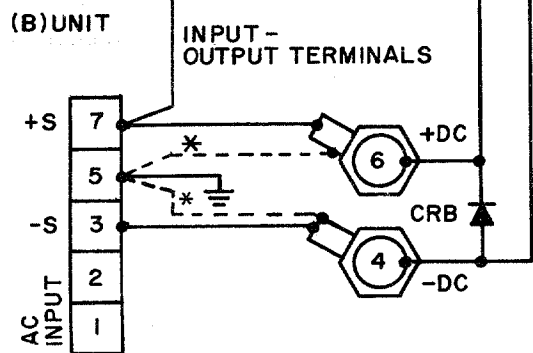 (B)UNIT
INPUT-
OUTPUT TERMINALS
+S 7
*
6 +DC
5
*
CRB
-S 3
4 -DC
2
1
AC
INPUT